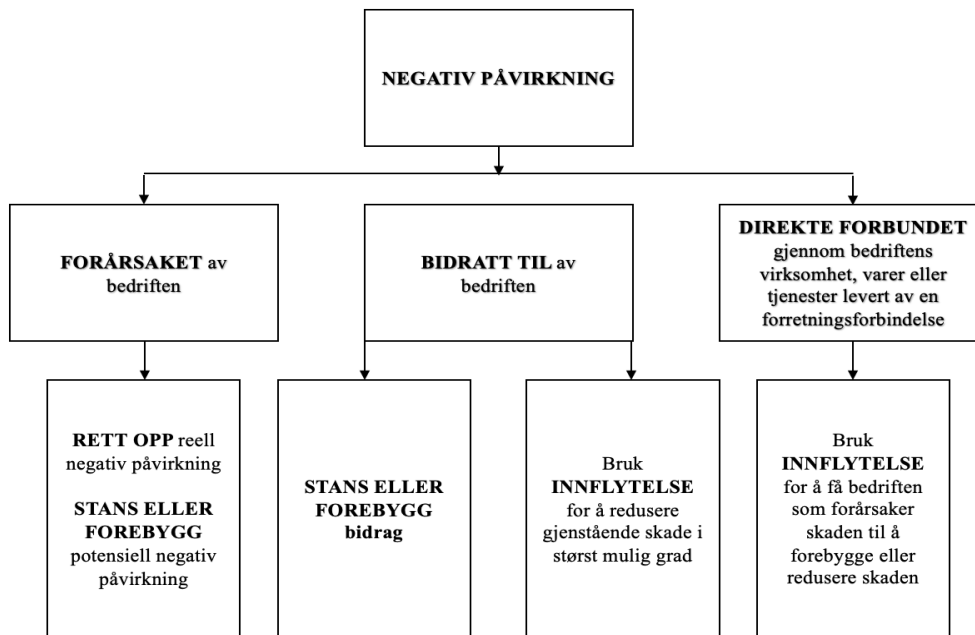 NEGATIV PÅVIRKNING
FORÅRSAKET av
bedriften
BIDRATT TIL av
bedriften
DIREKTE FORBUNDET
gjennom bedriftens
virksomhet, varer eller
tjenester levert av en
forretningsforbindelse
RETT OPP reell
negativ påvirkning
STANS ELLER
FOREBYGG
potensiell negativ
påvirkning
STANS ELLER
FOREBYGG
bidrag
Bruk
INNFLYTELSE
for å redusere
gjenstående skade i
størst mulig grad
Bruk
INNFLYTELSE
for å få bedriften
som forårsaker
skaden til å
forebygge eller
redusere skaden